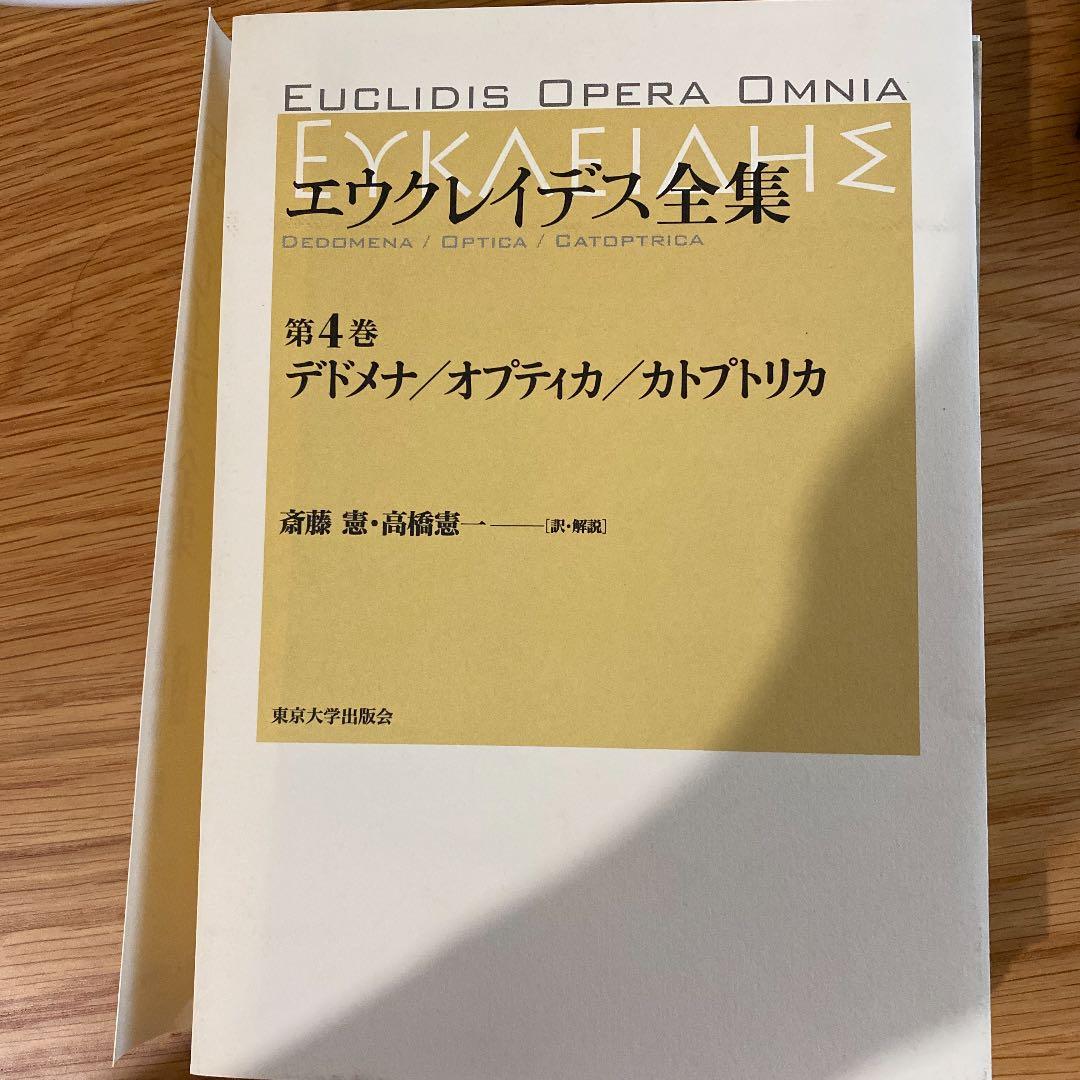 EUCLIDIS OPERA OMNIA
ΕΥΚΛΕΙΔΗΣ
エウクレイデス全集
DEDOMENA / OPTICA / CATOPTRICA
第4巻
デドメナ／オプティカ／カトプトリカ
斎藤 憲・高橋憲一――[訳・解説]
東京大学出版会